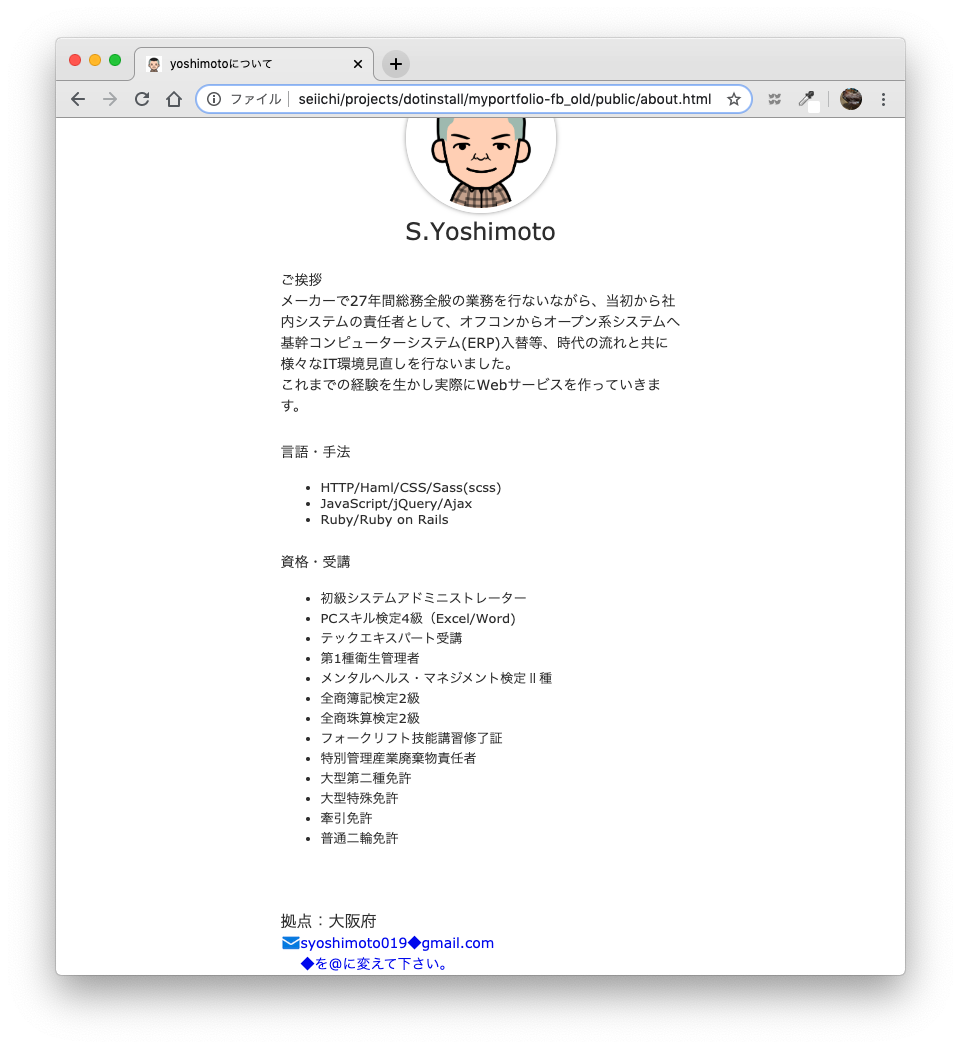 yoshimotoについて
ファイル seiichi/projects/dotinstall/myportfolio-fb_old/public/about.html
S.Yoshimoto
ご挨拶
メーカーで27年間総務全般の業務を行ないながら、当初から社
内システムの責任者として、オフコンからオープン系システムへ
基幹コンピューターシステム(ERP)入替等、時代の流れと共に
様々なIT環境見直しを行ないました。
これまでの経験を生かし実際にWebサービスを作っていきま
す。
言語・手法
• HTTP/Haml/CSS/Sass(scss)
• JavaScript/jQuery/Ajax
• Ruby/Ruby on Rails
資格・受講
• 初級システムアドミニストレーター
• PCスキル検定4級（Excel/Word)
• テックエキスパート受講
• 第1種衛生管理者
• メンタルヘルス・マネジメント検定Ⅱ種
• 全商簿記検定2級
• 全商珠算検定2級
• フォークリフト技能講習修了証
• 特別管理産業廃棄物責任者
• 大型第二種免許
• 大型特殊免許
• 牽引免許
• 普通二輪免許
拠点：大阪府
syoshimoto019◆gmail.com
◆を@に変えて下さい。